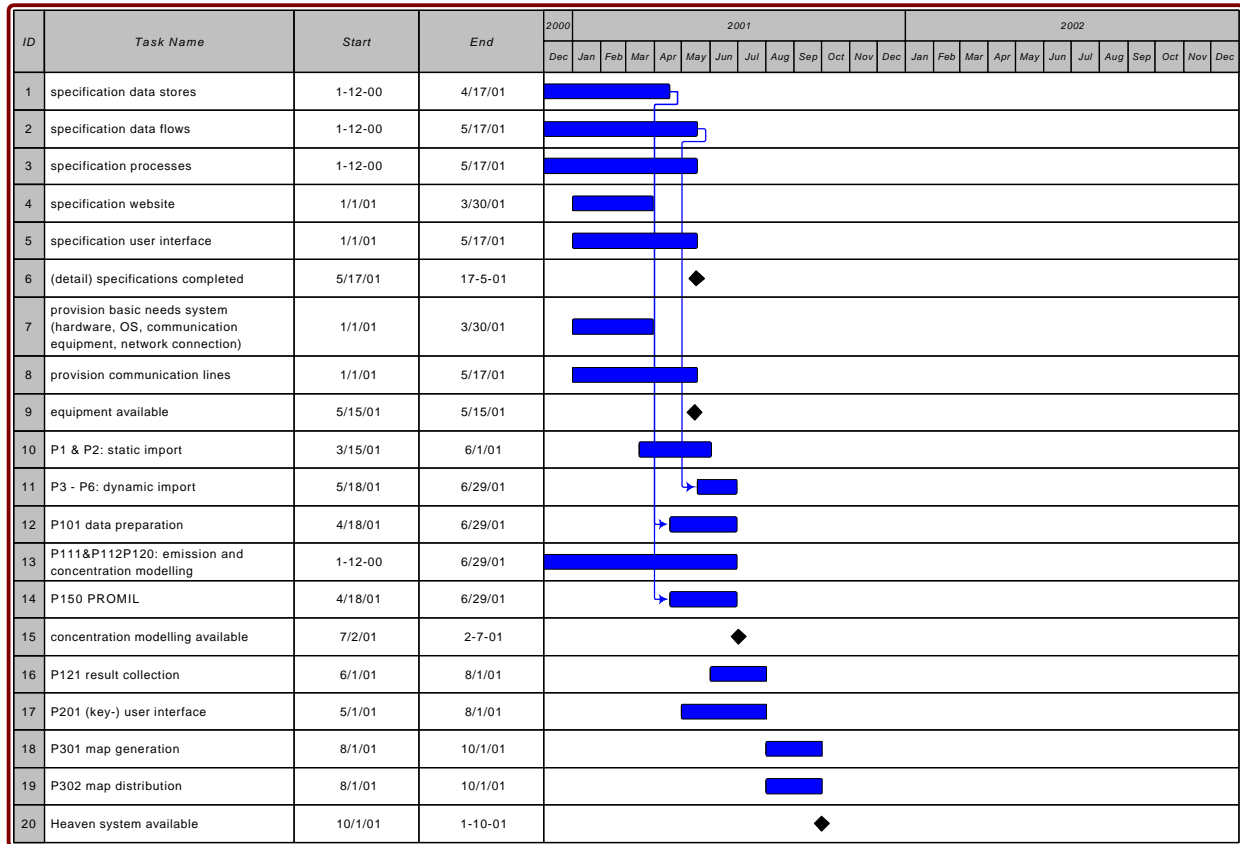 ID Task Name Start End 2000 2001 2002
Dec Jan Feb Mar Apr May Jun Jul Aug Sep Oct Nov Dec Jan Feb Mar Apr May Jun Jul Aug Sep Oct Nov Dec
1 specification data stores 1-12-00 4/17/01
2 specification data flows 1-12-00 5/17/01
3 specification processes 1-12-00 5/17/01
4 specification website 1/1/01 3/30/01
5 specification user interface 1/1/01 5/17/01
6 (detail) specifications completed 5/17/01 17-5-01
7 provision basic needs system
(hardware, OS, communication 1/1/01 3/30/01
equipment, network connection)
8 provision communication lines 1/1/01 5/17/01
9 equipment available 5/15/01 5/15/01
10 P1 & P2: static import 3/15/01 6/1/01
11 P3 - P6: dynamic import 5/18/01 6/29/01
12 P101 data preparation 4/18/01 6/29/01
13 P111&P112P120: emission and
concentration modelling 1-12-00 6/29/01
14 P150 PROMIL 4/18/01 6/29/01
15 concentration modelling available 7/2/01 2-7-01
16 P121 result collection 6/1/01 8/1/01
17 P201 (key-) user interface 5/1/01 8/1/01
18 P301 map generation 8/1/01 10/1/01
19 P302 map distribution 8/1/01 10/1/01
20 Heaven system available 10/1/01 1-10-01